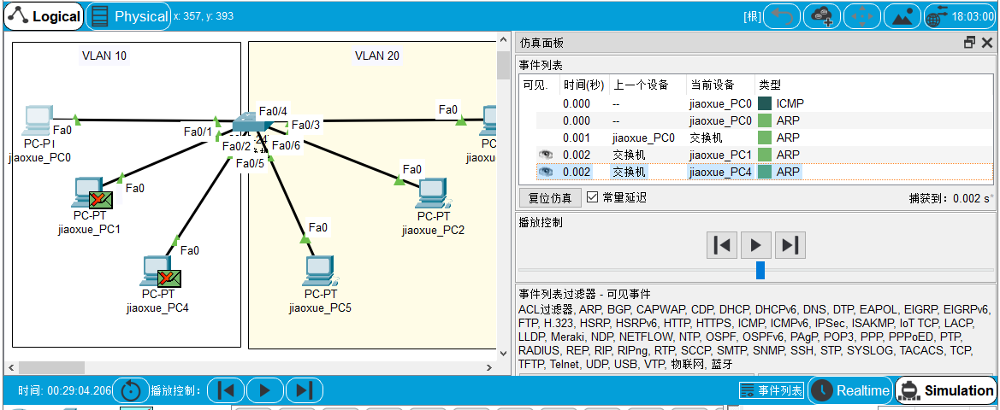 Logical Physical x: 357, y: 393 [根] 18:03:00
VLAN 10
VLAN 20
Fa0/4
Fa0
Fa0
Fa0/1
Fa0/3
Fa0/2
Fa0/6
Fa0/5
jiaoxue_PC0
Fa0
Fa0
PC-PT
jiaoxue_PC1
PC-PT
jiaoxue_PC2
Fa0
Fa0
PC-PT
jiaoxue_PC4
PC-PT
jiaoxue_PC5
仿真面板
事件列表
可见. 时间(秒) 上一个设备 当前设备 类型
0.000 -- jiaoxue_PC0 ICMP
0.000 -- jiaoxue_PC0 ARP
0.001 jiaoxue_PC0 交换机 ARP
0.002 交换机 jiaoxue_PC1 ARP
0.002 交换机 jiaoxue_PC4 ARP
复位仿真 常量延迟 捕获到: 0.002 s*
播放控制
事件列表过滤器 - 可见事件
ACL过滤器, ARP, BGP, CAPWAP, CDP, DHCP, DHCPv6, DNS, DTP, EAPOL, EIGRP, EIGRPv6,
FTP, H.323, HSRP, HSRPv6, HTTP, HTTPS, ICMP, ICMPv6, IPSec, ISAKMP, IoT TCP, LACP,
LLDP, Meraki, NDP, NETFLOW, NTP, OSPF, OSPFv6, PAgP, POP3, PPP, PPPoED, PTP,
RADIUS, REP, RIP, RIPng, RTP, SCCP, SMTP, SNMP, SSH, STP, SYSLOG, TACACS, TCP,
TFTP, Telnet, UDP, USB, VTP, 物联网, 蓝牙
时间: 00:29:04.206 播放控制: 事件列表 Realtime Simulation